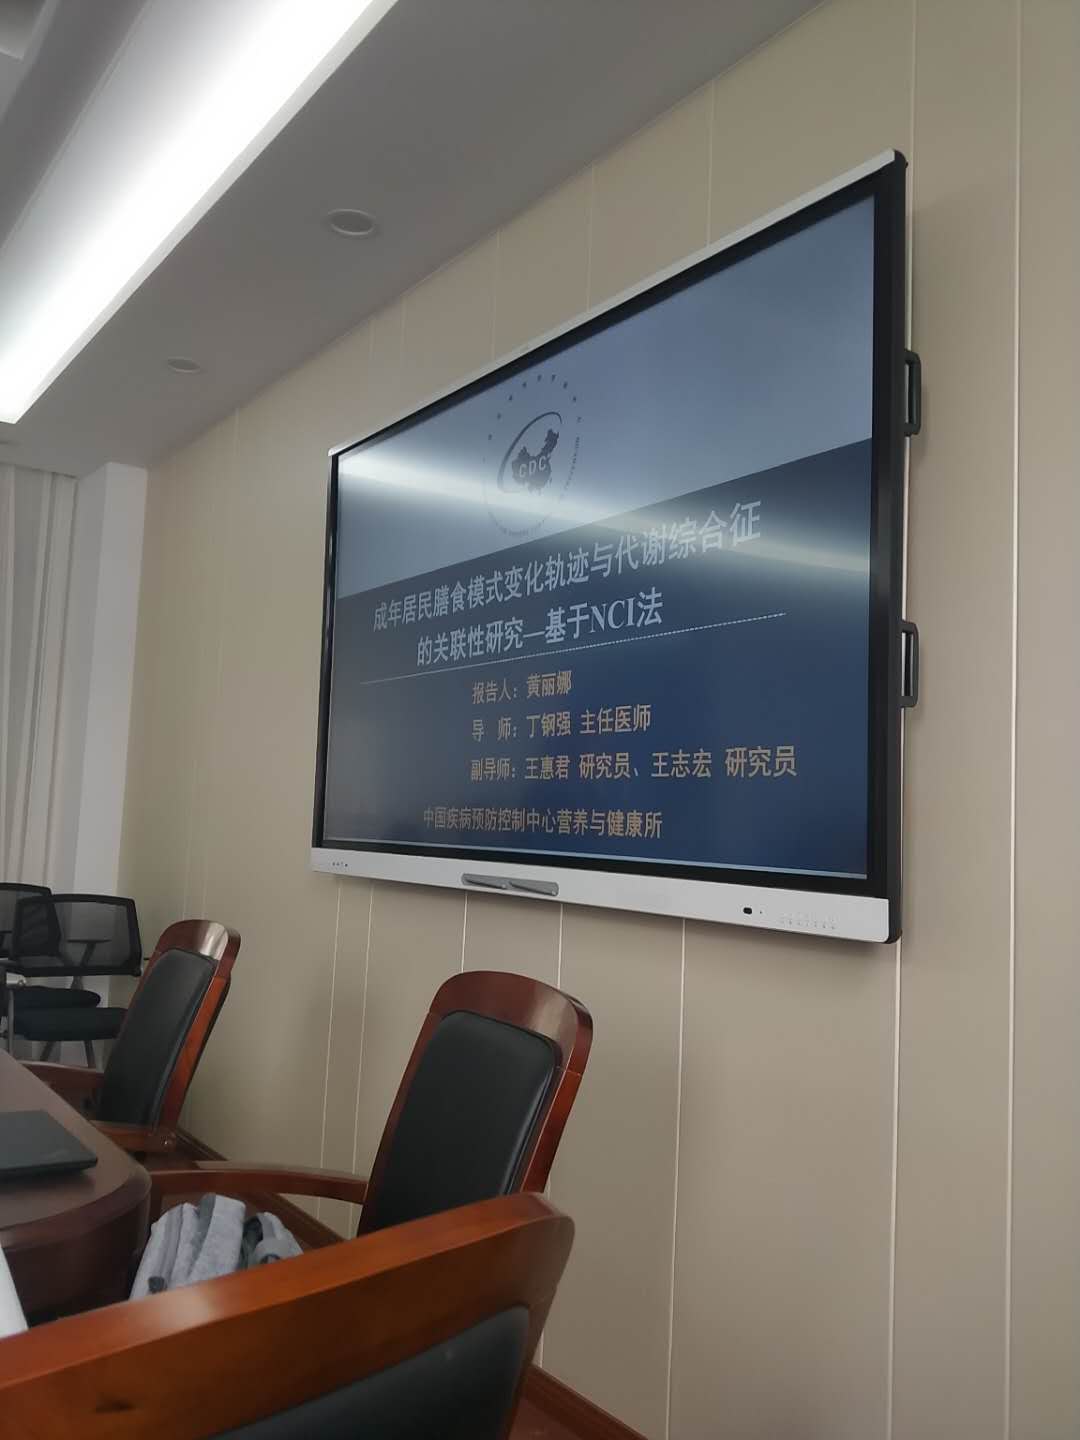 CDC
成年居民膳食模式变化轨迹与代谢综合征
的关联性研究—基于NCI法
报告人：黄丽娜
导　师：丁钢强 主任医师
副导师：王惠君 研究员、王志宏 研究员
中国疾病预防控制中心营养与健康所